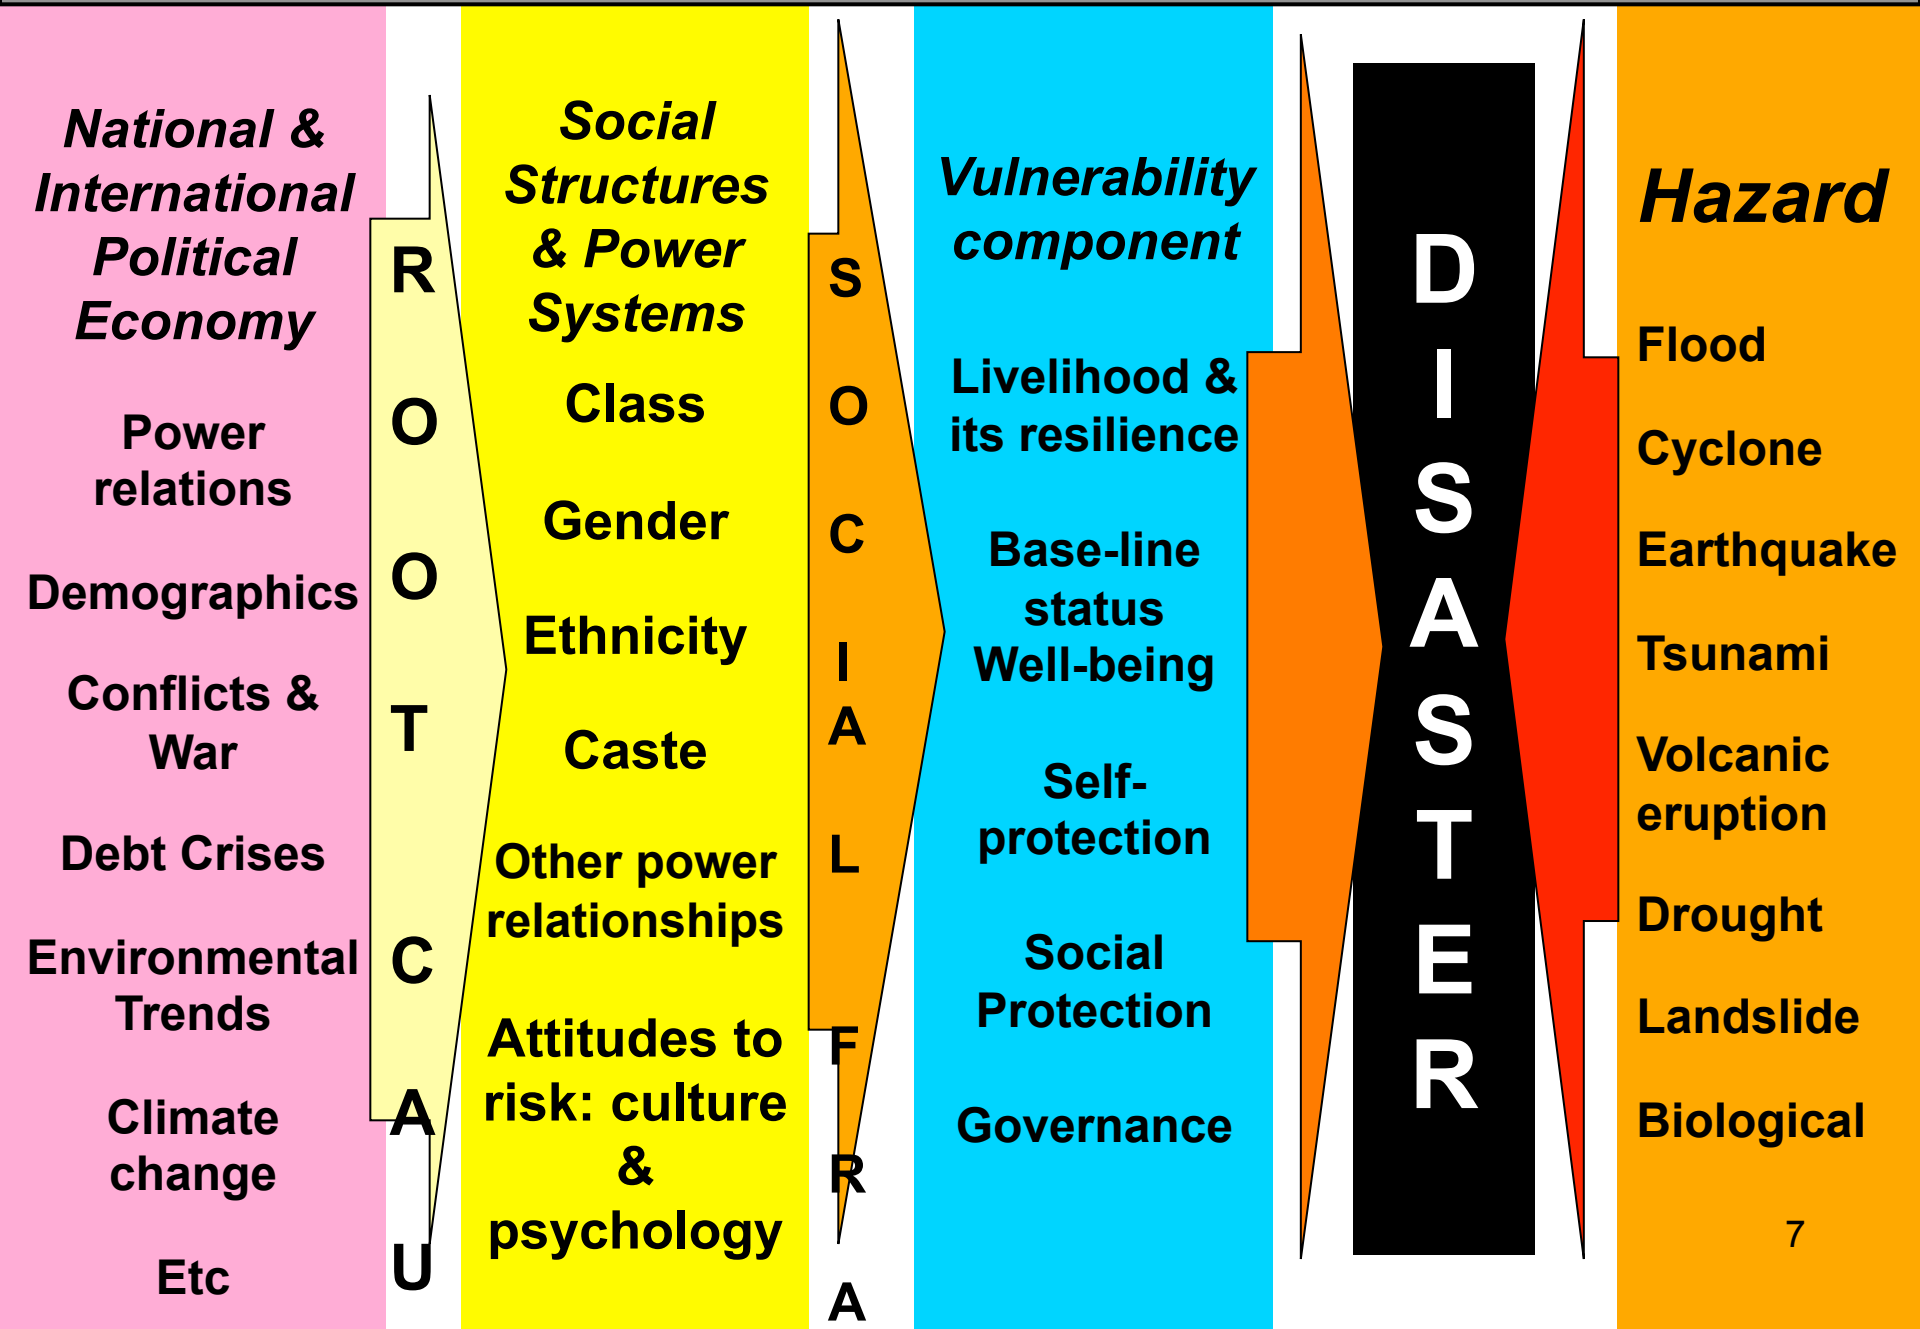 National &
International
Political
Economy
Power
relations
Demographics
Conflicts &
War
Debt Crises
Environmental
Trends
Climate
change
Etc
R
O
O
T
C
A
U
Social
Structures
& Power
Systems
Class
Gender
Ethnicity
Caste
Other power
relationships
Attitudes to
risk: culture
&
psychology
S
O
C
I
A
L
F
R
A
Vulnerability
component
Livelihood &
its resilience
Base-line
status
Well-being
Self-
protection
Social
Protection
Governance
D
I
S
A
S
T
E
R
Hazard
Flood
Cyclone
Earthquake
Tsunami
Volcanic
eruption
Drought
Landslide
Biological
7